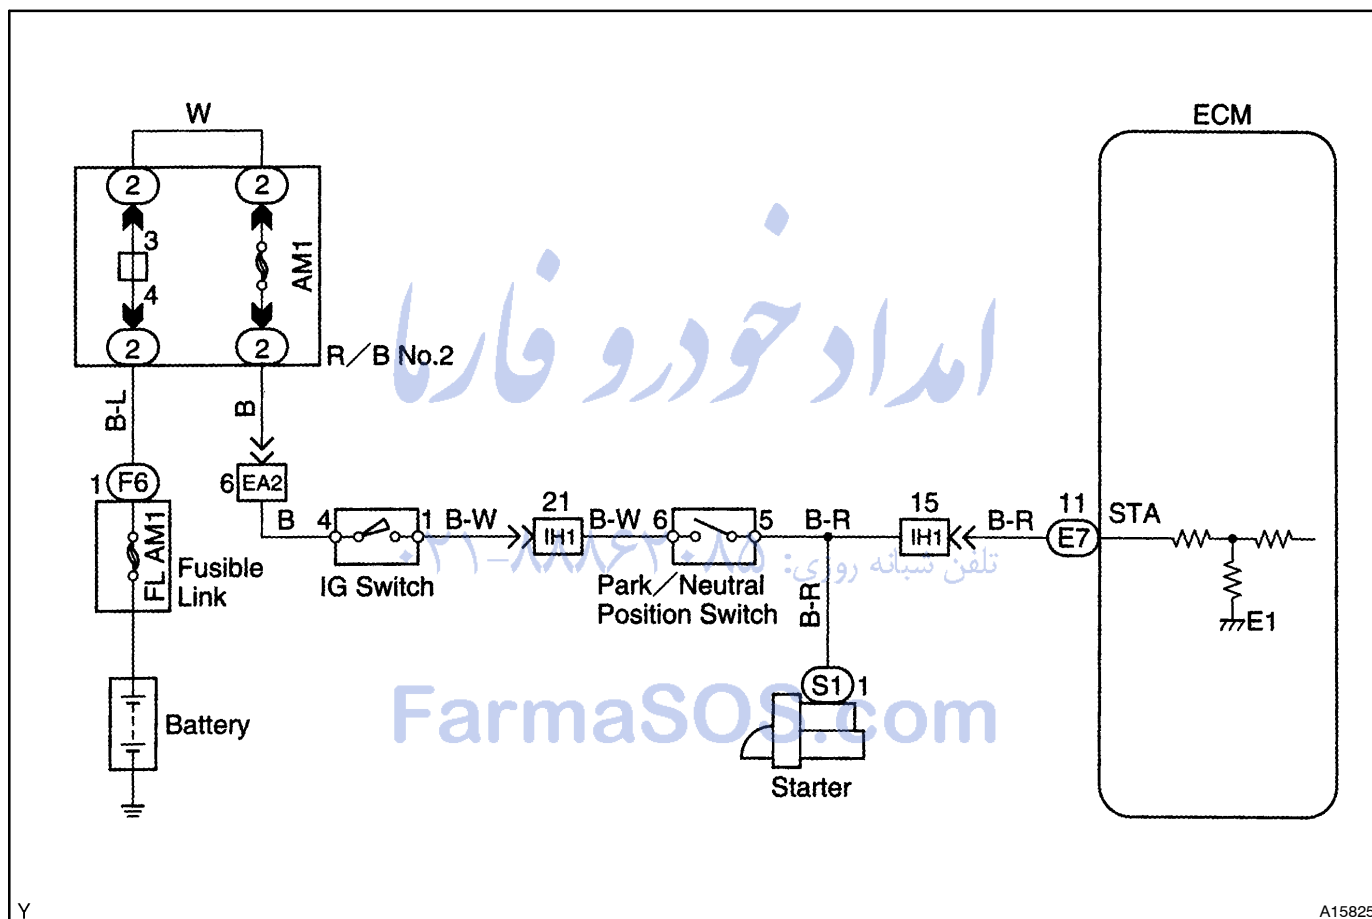 W
ECM
2 2
3
4
AM1
2 2
R/B No.2
B-L
B
امداد خودرو فارما
1 F6
6 EA2
FL AM1
Fusible
Link
B 4 1 B-W 21 IH1 B-W 6 5 B-R 15 IH1 B-R 11 E7 STA
IG Switch
Park/Neutral
Position Switch
تلفن شبانه روزی: ۸۸۸۶۳۰۸۵-۰۲۱
E1
B-R
S1 1
Battery
FarmaSOS.com
Starter
Y
A15825